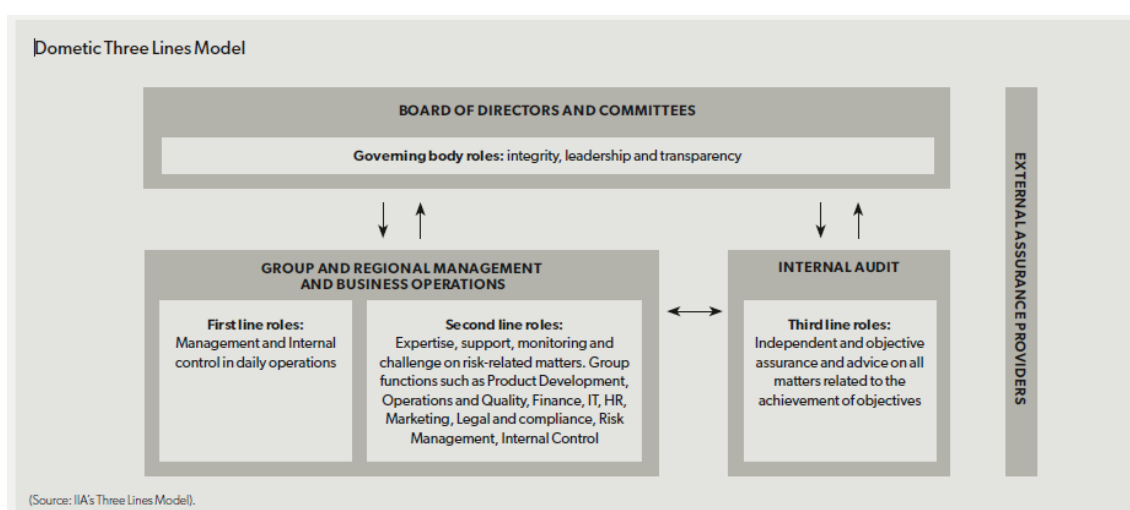 Dometic Three Lines Model
BOARD OF DIRECTORS AND COMMITTEES
Governing body roles: integrity, leadership and transparency
GROUP AND REGIONAL MANAGEMENT
AND BUSINESS OPERATIONS
First line roles:
Management and Internal
control in daily operations
Second line roles:
Expertise, support, monitoring and
challenge on risk-related matters. Group
functions such as Product Development,
Operations and Quality, Finance, IT, HR,
Marketing, Legal and compliance, Risk
Management, Internal Control
INTERNAL AUDIT
Third line roles:
Independent and objective
assurance and advice on all
matters related to the
achievement of objectives
EXTERNAL ASSURANCE PROVIDERS
(Source: IIA's Three Lines Model).